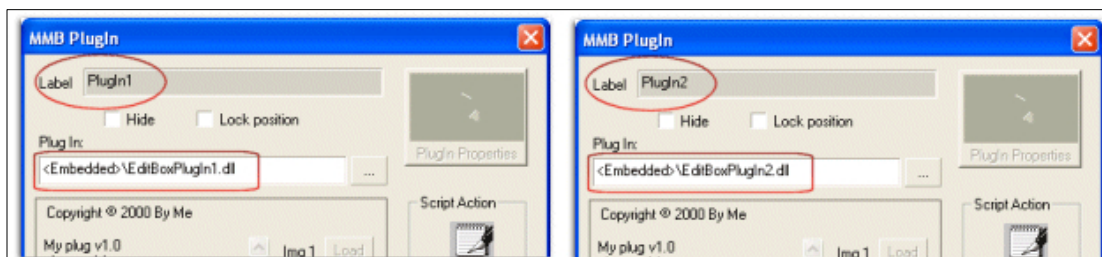 MMB PlugIn
Label PlugIn1
Hide Lock position
Plug In:
<Embedded>\EditBoxPlugIn1.dll
...
PlugIn Properties
Copyright © 2000 By Me
Script Action
My plug v1.0
Img 1 Load
MMB PlugIn
Label PlugIn2
Hide Lock position
Plug In:
<Embedded>\EditBoxPlugIn2.dll
...
PlugIn Properties
Copyright © 2000 By Me
Script Action
My plug v1.0
Img 1 Load